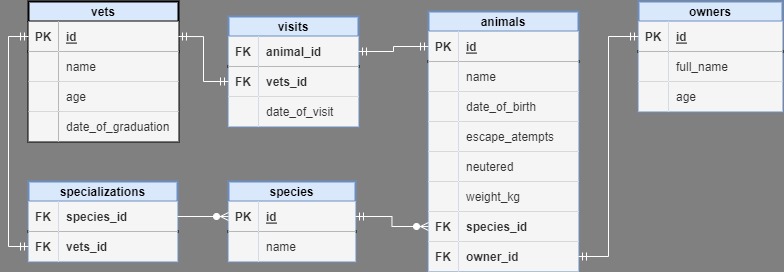 vets
PK id
name
age
date_of_graduation
visits
FK animal_id
FK vets_id
date_of_visit
animals
PK id
name
date_of_birth
escape_atempts
neutered
weight_kg
FK species_id
FK owner_id
owners
PK id
full_name
age
specializations
FK species_id
FK vets_id
species
PK id
name